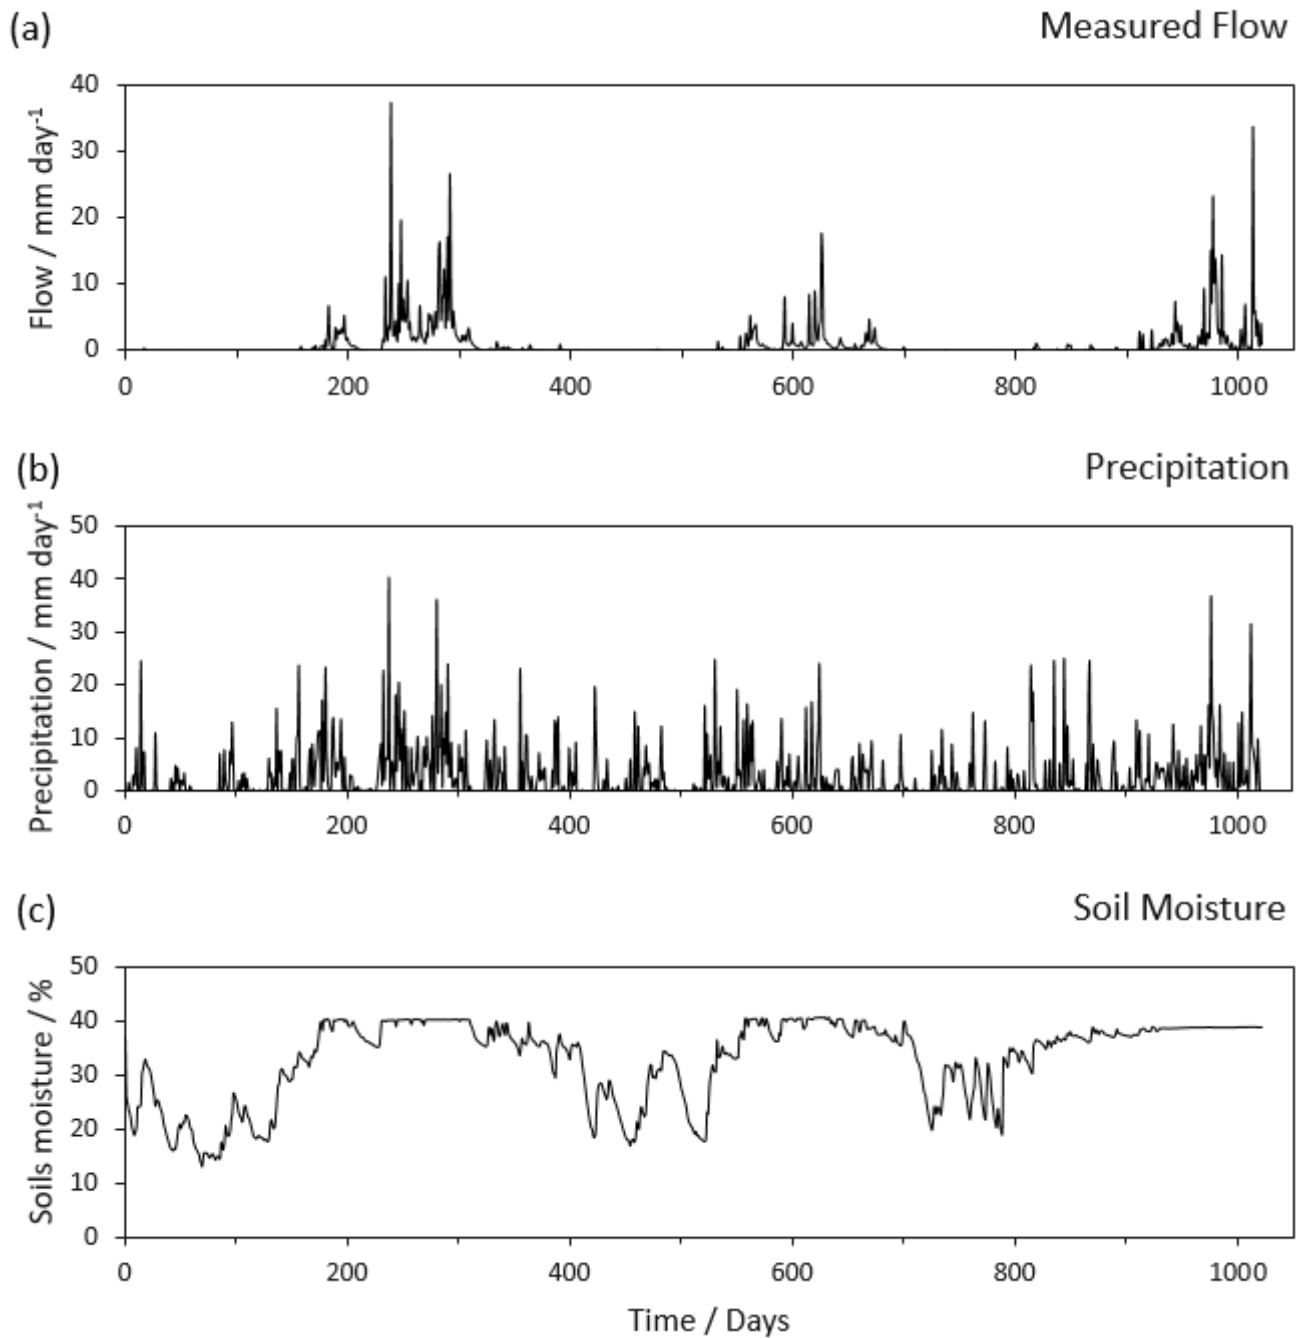 (a)
Measured Flow
Flow / mm day-1
40
30
20
10
0
0 200 400 600 800 1000
(b)
Precipitation
Precipitation / mm day-1
50
40
30
20
10
0
0 200 400 600 800 1000
(c)
Soil Moisture
Soils moisture / %
50
40
30
20
10
0
0 200 400 600 800 1000
Time / Days